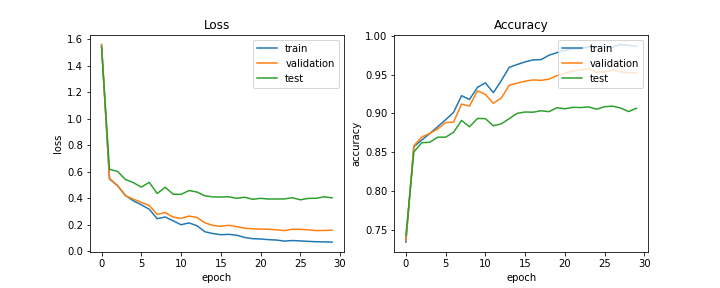 Loss
1.6
1.4
1.2
1.0
0.8
0.6
0.4
0.2
0.0
loss
0 5 10 15 20 25 30
epoch
train
validation
test
Accuracy
1.00
0.95
0.90
0.85
0.80
0.75
accuracy
0 5 10 15 20 25 30
epoch
train
validation
test